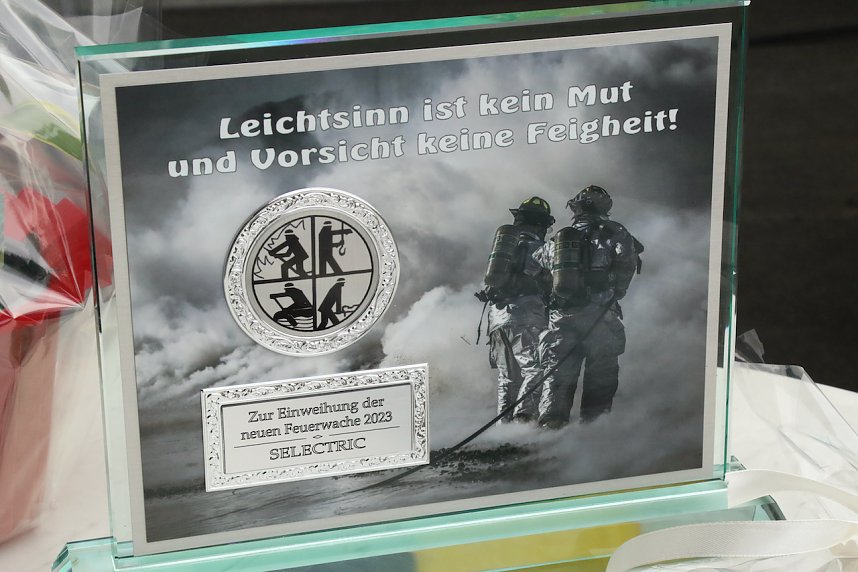 Leichtsinn ist kein Mut
und Vorsicht keine Feigheit!
Zur Einweihung der
neuen Feuerwache 2023
SELECTRIC